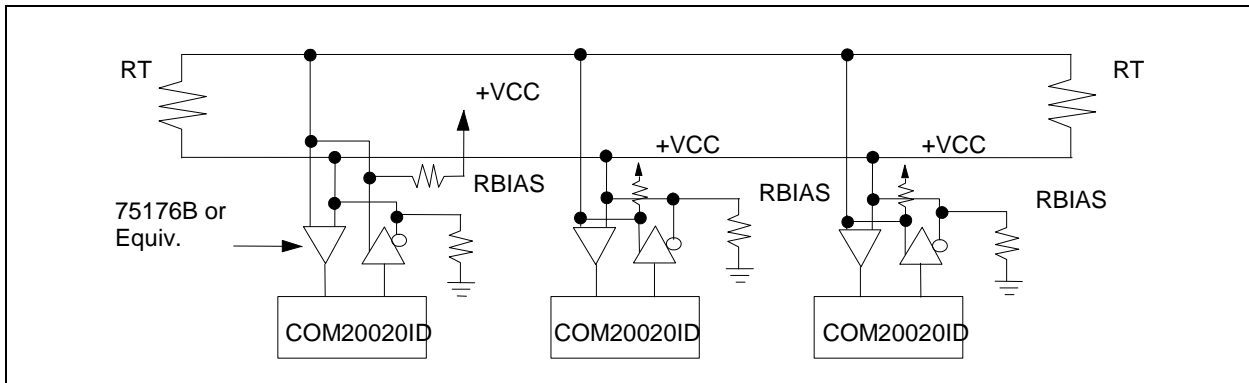 RT
RT
+VCC
+VCC
+VCC
RBIAS
RBIAS
RBIAS
75176B or
Equiv.
COM20020ID
COM20020ID
COM20020ID